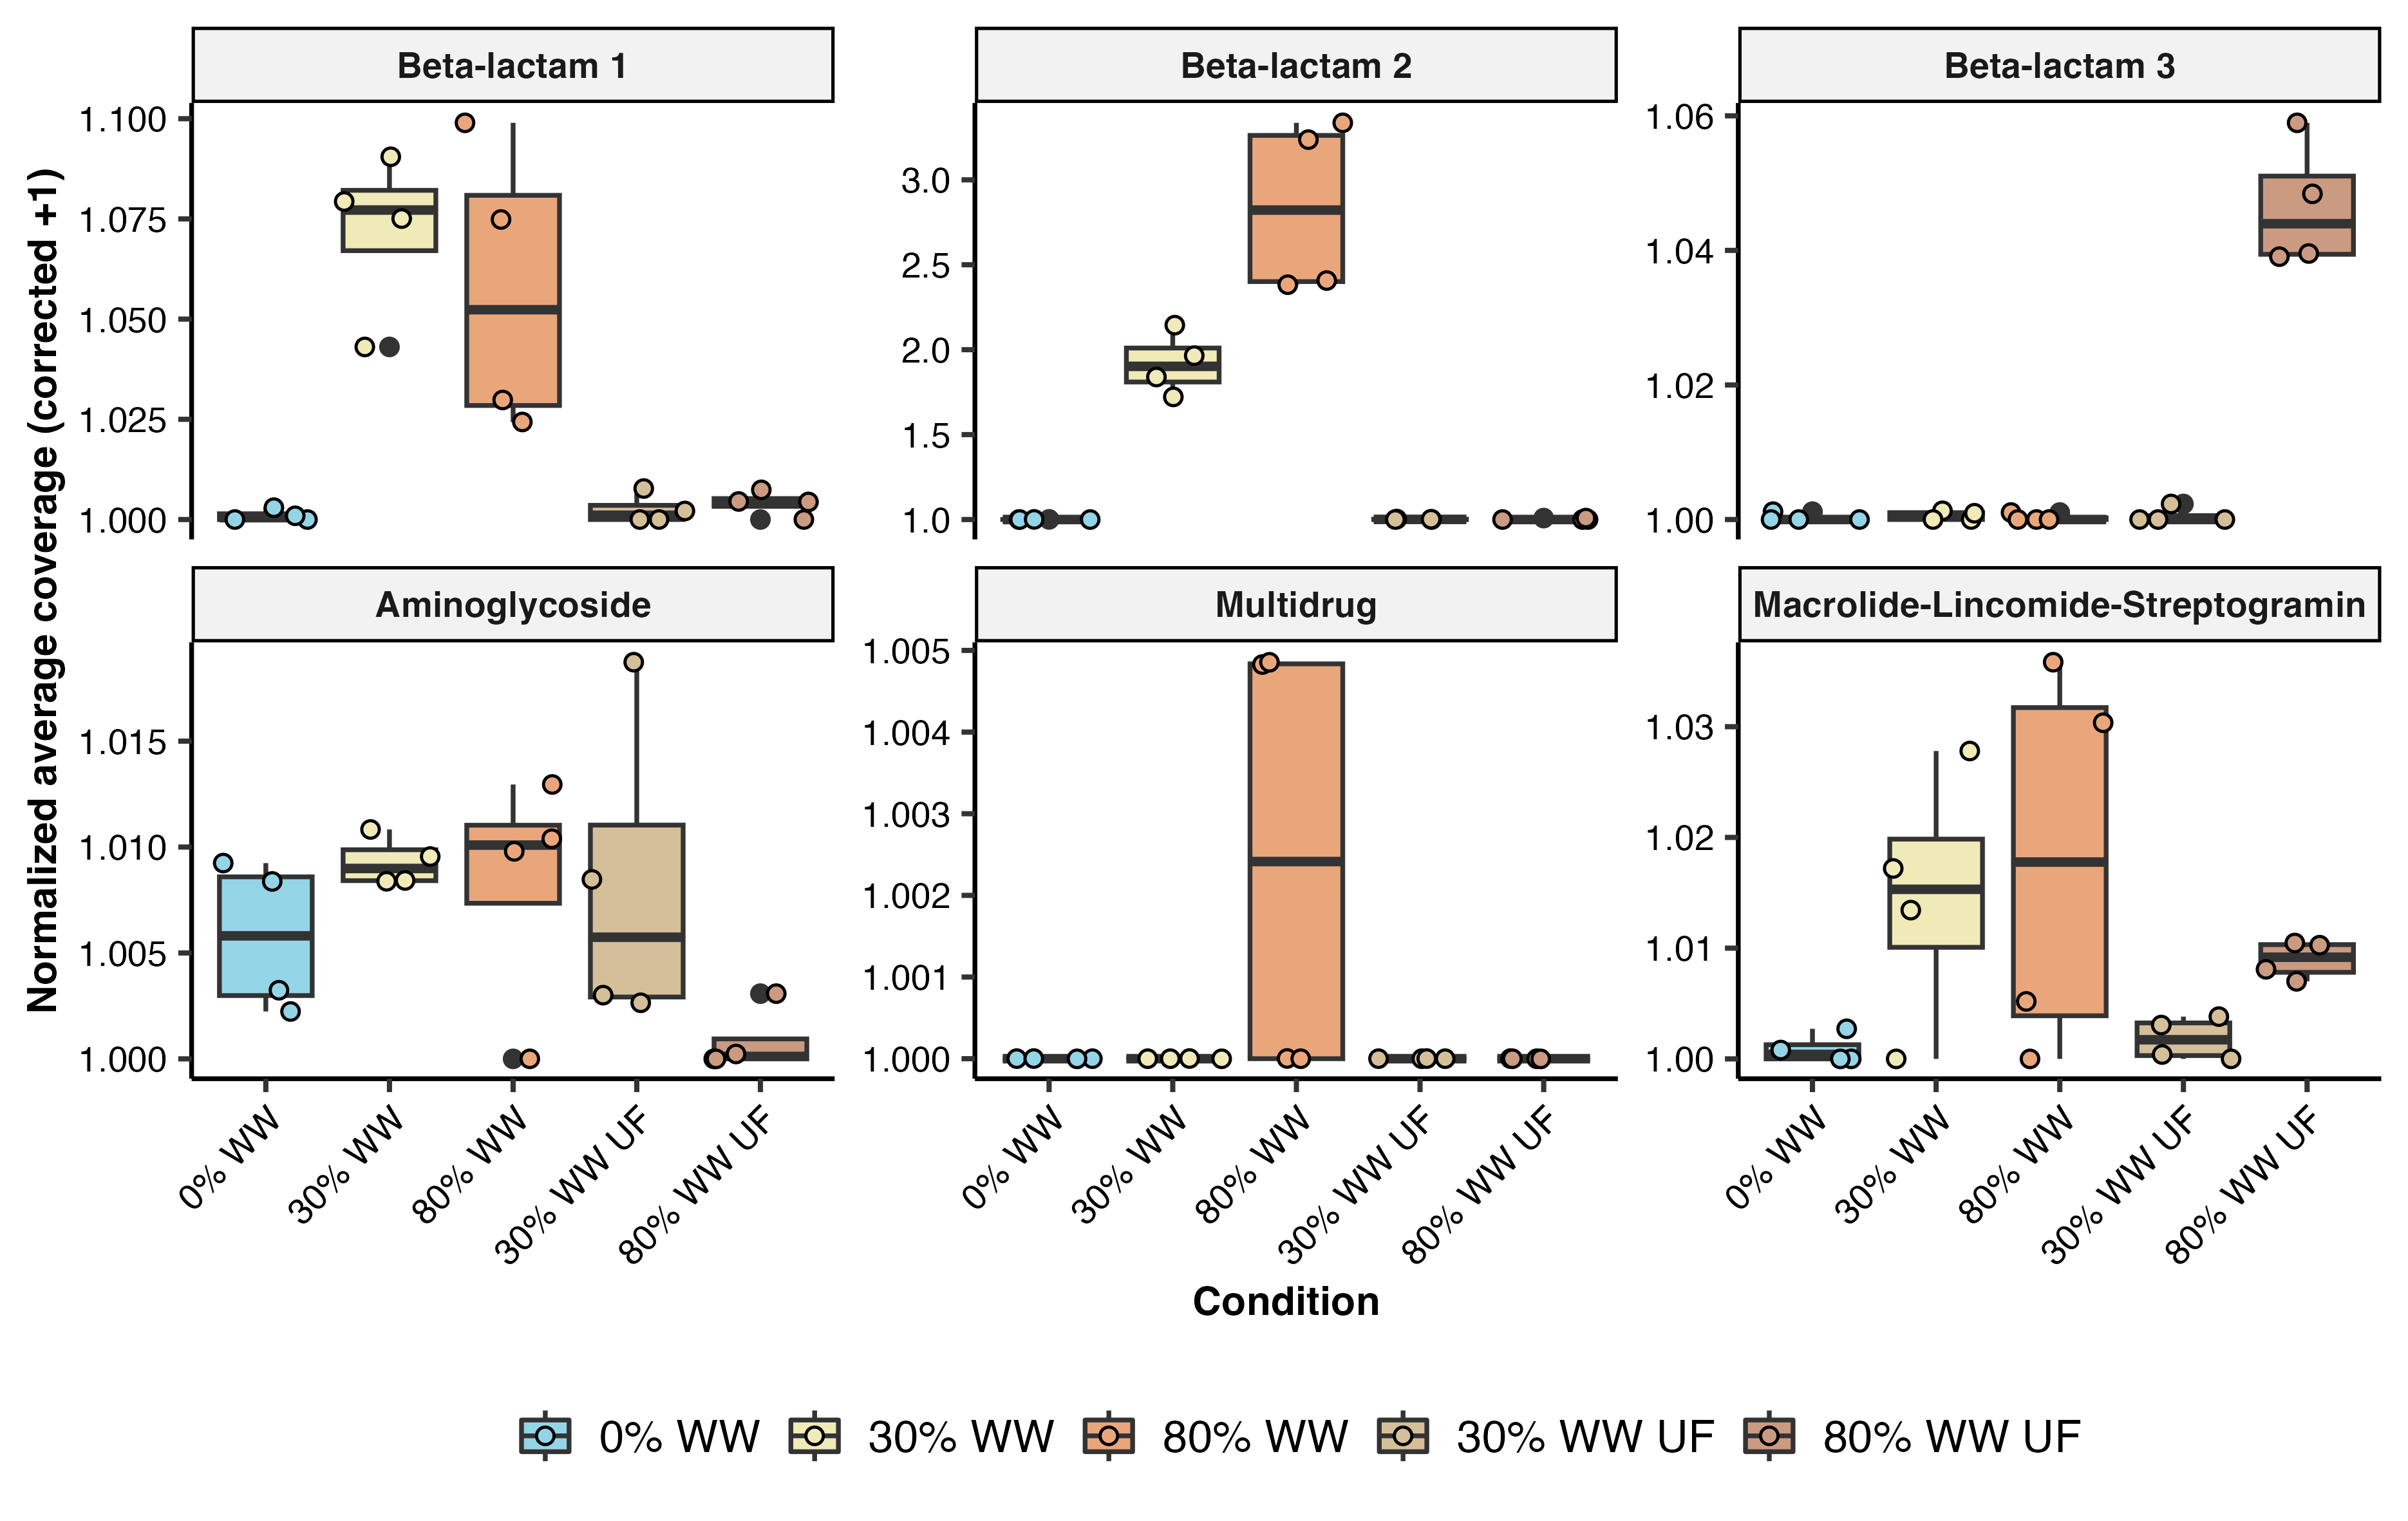 Beta-lactam 1
Beta-lactam 2
Beta-lactam 3
1.100
1.075
1.050
1.025
1.000
3.0
2.5
2.0
1.5
1.0
1.06
1.04
1.02
1.00
Normalized average coverage (corrected +1)
Aminoglycoside
Multidrug
Macrolide-Lincomide-Streptogramin
1.015
1.010
1.005
1.000
1.005
1.004
1.003
1.002
1.001
1.000
1.03
1.02
1.01
1.00
0% WW
30% WW
80% WW
30% WW UF
80% WW UF
0% WW
30% WW
80% WW
30% WW UF
80% WW UF
0% WW
30% WW
80% WW
30% WW UF
80% WW UF
Condition
0% WW 30% WW 80% WW 30% WW UF 80% WW UF